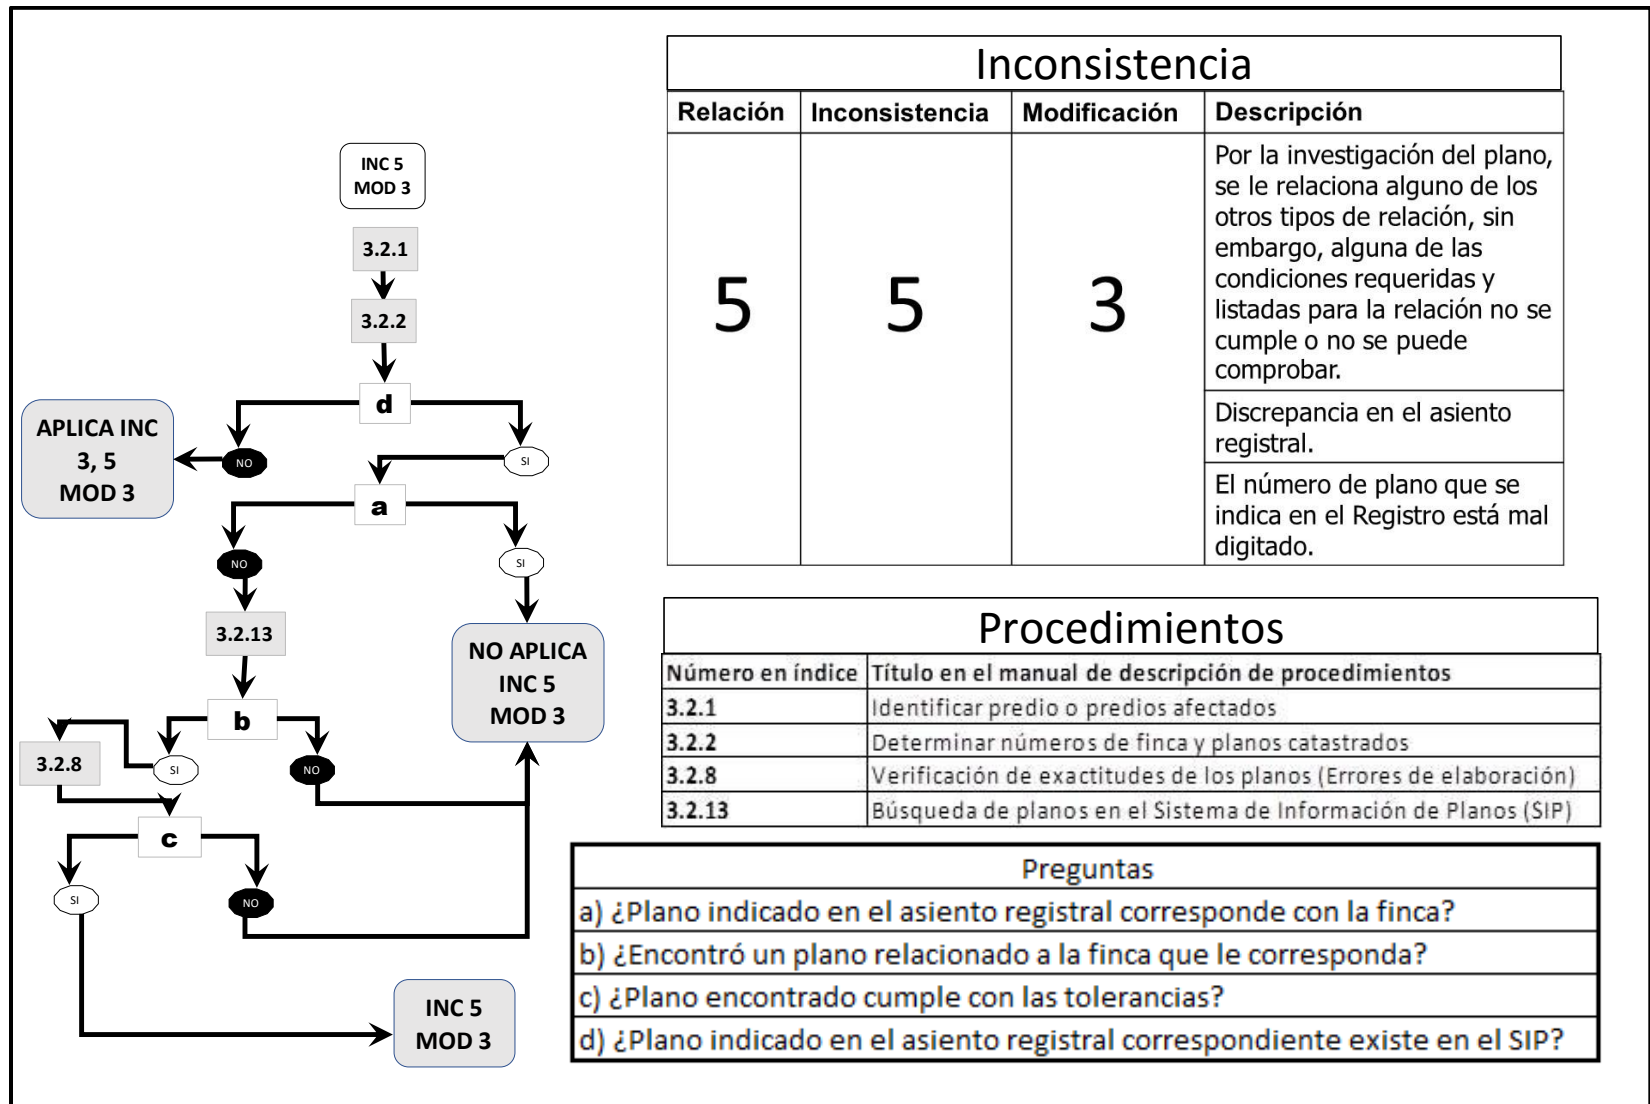 INC 5
MOD 3
3.2.1
3.2.2
d
NO
SI
APLICA INC
3, 5
MOD 3
a
NO
SI
3.2.13
NO APLICA
INC 5
MOD 3
b
SI
NO
3.2.8
c
SI
NO
INC 5
MOD 3
Inconsistencia
Relación Inconsistencia Modificación Descripción
5 5 3
Por la investigación del plano,
se le relaciona alguno de los
otros tipos de relación, sin
embargo, alguna de las
condiciones requeridas y
listadas para la relación no se
cumple o no se puede
comprobar.
Discrepancia en el asiento
registral.
El número de plano que se
indica en el Registro está mal
digitado.
Procedimientos
Número en índice Título en el manual de descripción de procedimientos
3.2.1 Identificar predio o predios afectados
3.2.2 Determinar números de finca y planos catastrados
3.2.8 Verificación de exactitudes de los planos (Errores de elaboración)
3.2.13 Búsqueda de planos en el Sistema de Información de Planos (SIP)
Preguntas
a) ¿Plano indicado en el asiento registral corresponde con la finca?
b) ¿Encontró un plano relacionado a la finca que le corresponda?
c) ¿Plano encontrado cumple con las tolerancias?
d) ¿Plano indicado en el asiento registral correspondiente existe en el SIP?